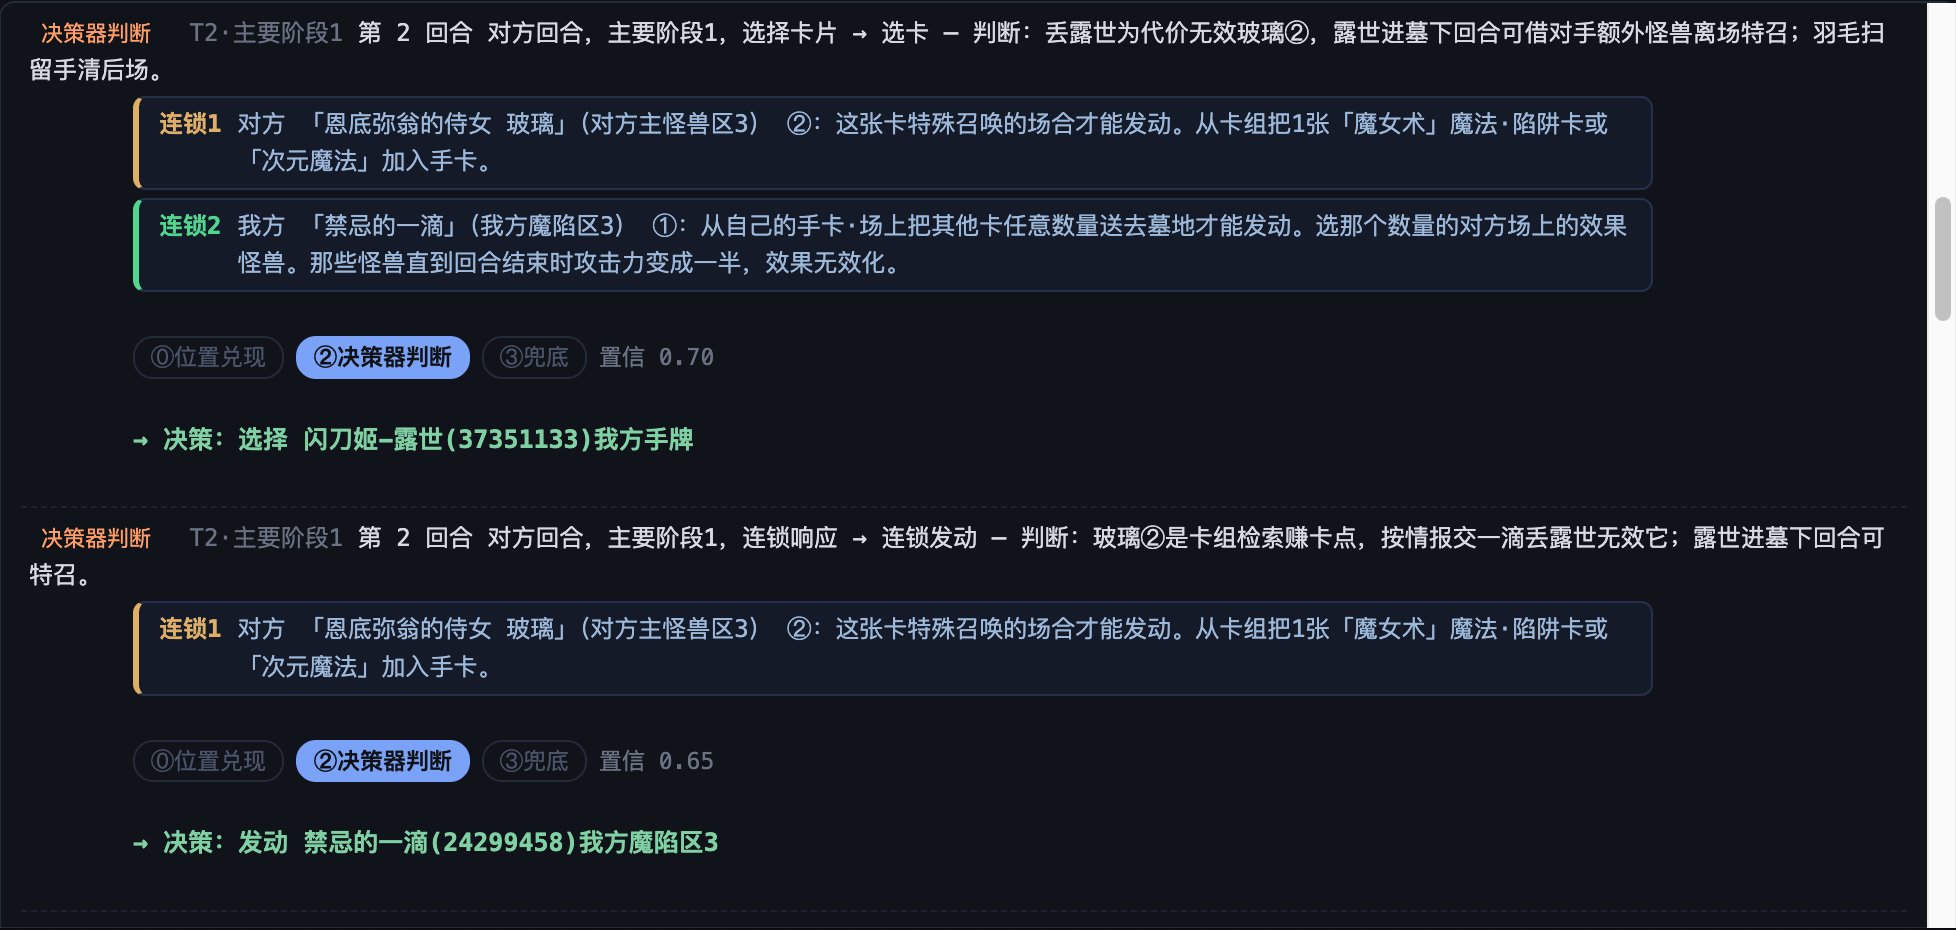 决策器判断 T2·主要阶段1 第 2 回合 对方回合，主要阶段1，选择卡片 → 选卡 — 判断：丢露世为代价无效玻璃②，露世进墓下回合可借对手额外怪兽离场特召；羽毛扫
留手清后场。
连锁1 对方 「恩底弥翁的侍女 玻璃」(对方主怪兽区3) ②：这张卡特殊召唤的场合才能发动。从卡组把1张「魔女术」魔法·陷阱卡或
「次元魔法」加入手卡。
连锁2 我方 「禁忌的一滴」(我方魔陷区3) ①：从自己的手卡·场上把其他卡任意数量送去墓地才能发动。选那个数量的对方场上的效果
怪兽。那些怪兽直到回合结束时攻击力变成一半，效果无效化。
⓪位置兑现 ②决策器判断 ③兜底 置信 0.70
→ 决策：选择 闪刀姬-露世(37351133)我方手牌
决策器判断 T2·主要阶段1 第 2 回合 对方回合，主要阶段1，连锁响应 → 连锁发动 — 判断：玻璃②是卡组检索赚卡点，按情报交一滴丢露世无效它；露世进墓下回合可
特召。
连锁1 对方 「恩底弥翁的侍女 玻璃」(对方主怪兽区3) ②：这张卡特殊召唤的场合才能发动。从卡组把1张「魔女术」魔法·陷阱卡或
「次元魔法」加入手卡。
⓪位置兑现 ②决策器判断 ③兜底 置信 0.65
→ 决策：发动 禁忌的一滴(24299458)我方魔陷区3